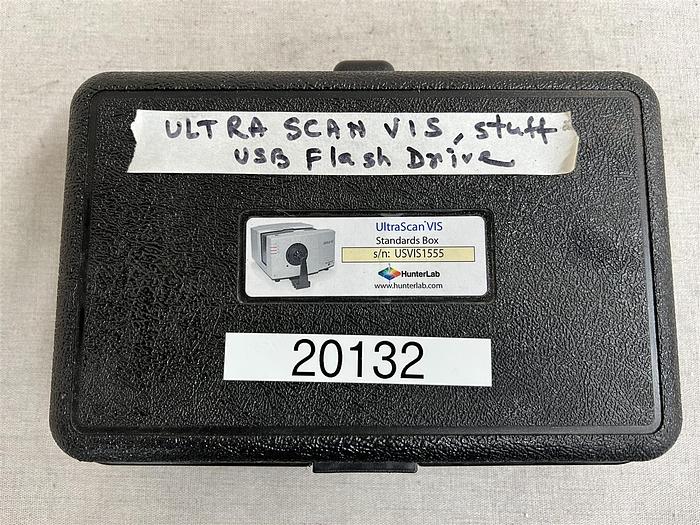 ULTRA SCAN VIS, stuff
USB Flash Drive
UltraScan VIS
Standards Box
s/n: USVIS1555
HunterLab
www.hunterlab.com
20132